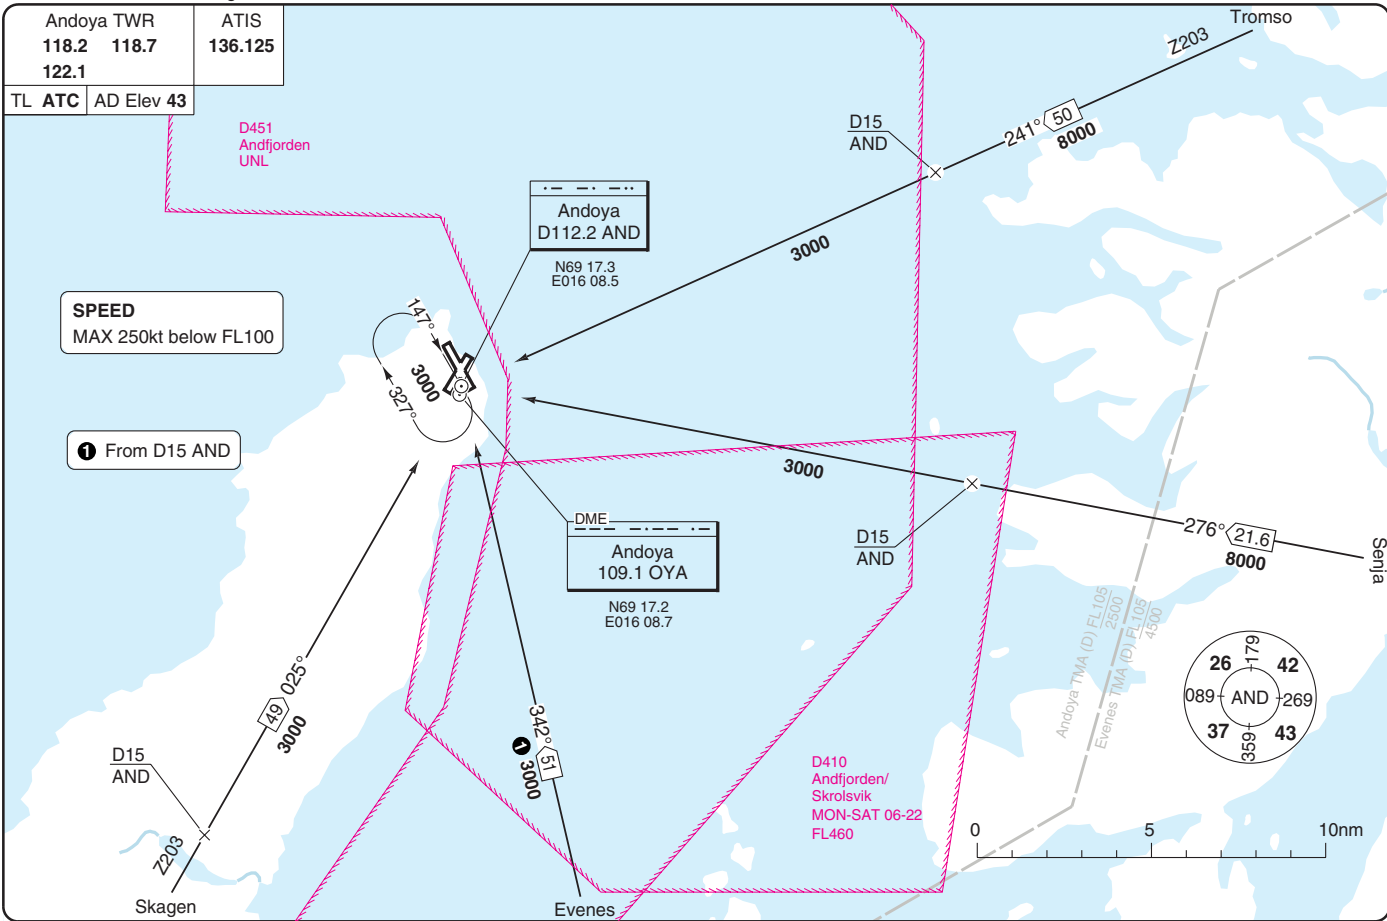 Andoya TWR
118.2 118.7
122.1
ATIS
136.125
TL ATC
AD Elev 43
D451
Andfjorden
UNL
Tromso
Z203
50
241°
8000
D15
AND
3000
Andoya
D112.2 AND
N69 17.3
E016 08.5
SPEED
MAX 250kt below FL100
147°
3000
327°
1 From D15 AND
3000
D15
AND
276°
21.6
8000
Senja
DME
Andoya
109.1 OYA
N69 17.2
E016 08.7
Andoya TMA (D) FL105
2500
Evenes TMA (D) FL105
4500
179
26 42
089 AND 269
37 43
359
025°
49
3000
D15
AND
Z203
Skagen
342°
51
1 3000
Evenes
D410
Andfjorden/
Skrolsvik
MON-SAT 06-22
FL460
0 5 10nm